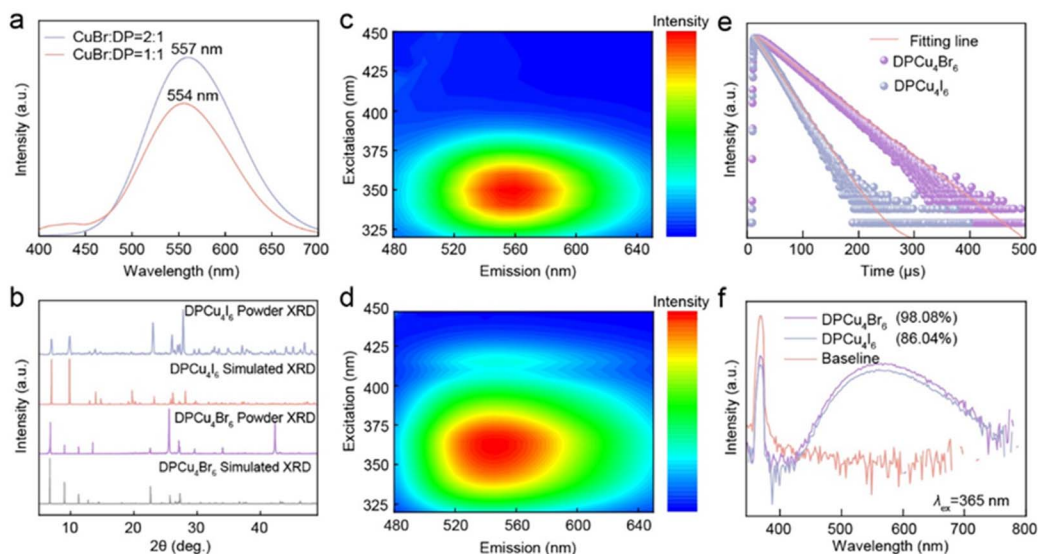 a
CuBr:DP=2:1
CuBr:DP=1:1
557 nm
554 nm
Intensity (a.u.)
400 450 500 550 600 650 700
Wavelength (nm)
b
DPCu4I6 Powder XRD
DPCu4I6 Simulated XRD
DPCu4Br6 Powder XRD
DPCu4Br6 Simulated XRD
Intensity (a.u.)
10 20 30 40
2θ (deg.)
c
Intensity
450
425
400
375
350
325
Excitatiaon (nm)
480 520 560 600 640
Emission (nm)
d
Intensity
450
425
400
375
350
325
Excitation (nm)
480 520 560 600 640
Emission (nm)
e
Fitting line
DPCu4Br6
DPCu4I6
Intensity (a.u.)
0 100 200 300 400 500
Time (µs)
f
DPCu4Br6 (98.08%)
DPCu4I6 (86.04%)
Baseline
Intensity (a.u.)
λex=365 nm
400 500 600 700 800
Wavelength (nm)